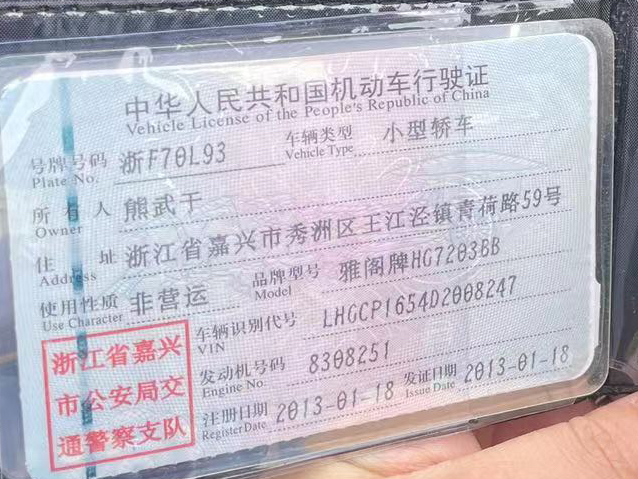 中华人民共和国机动车行驶证
Vehicle License of the People's Republic of China
号牌号码 浙F70L93 车辆类型 小型轿车
Plate No. Vehicle Type
所有人 熊武干
Owner
住址 浙江省嘉兴市秀洲区王江泾镇青荷路59号
Address
使用性质 非营运 品牌型号 雅阁牌HG7203BB
Use Character Model
车辆识别代号 LHGCP1654D2008247
VIN
发动机号码 8308251
Engine No.
注册日期 2013-01-18 发证日期 2013-01-18
Register Date Issue Date
浙江省嘉兴
市公安局交
通警察支队